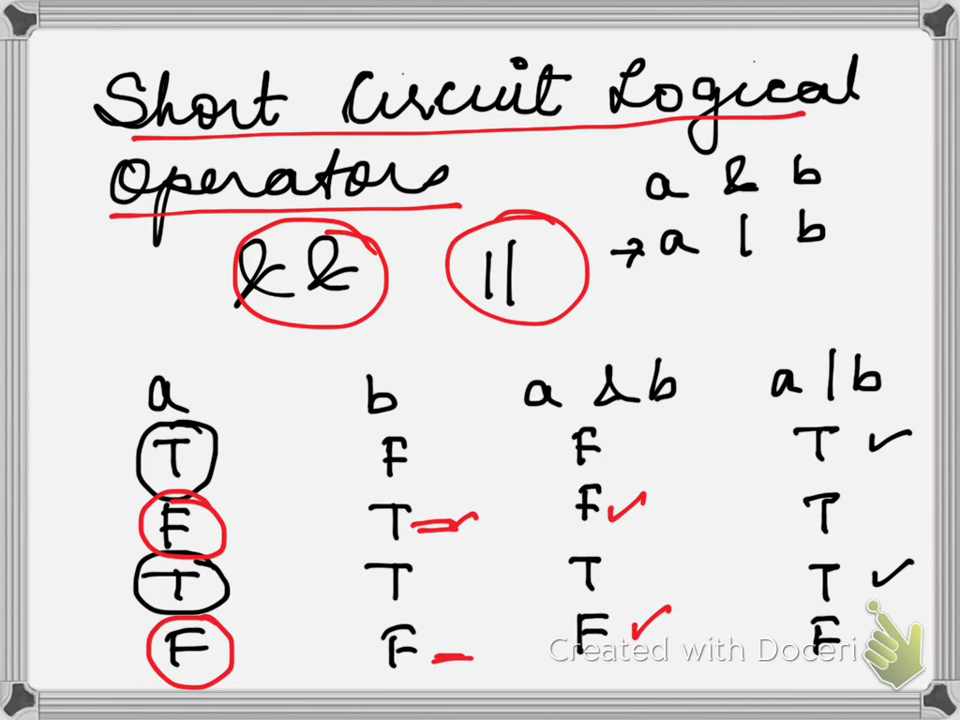 Short Circuit Logical
Operators
a & b
&& || → a | b
a b a & b a | b
T F F T ✓
F T F ✓ T
T T T T ✓
F F F ✓ F
Created with Doceri